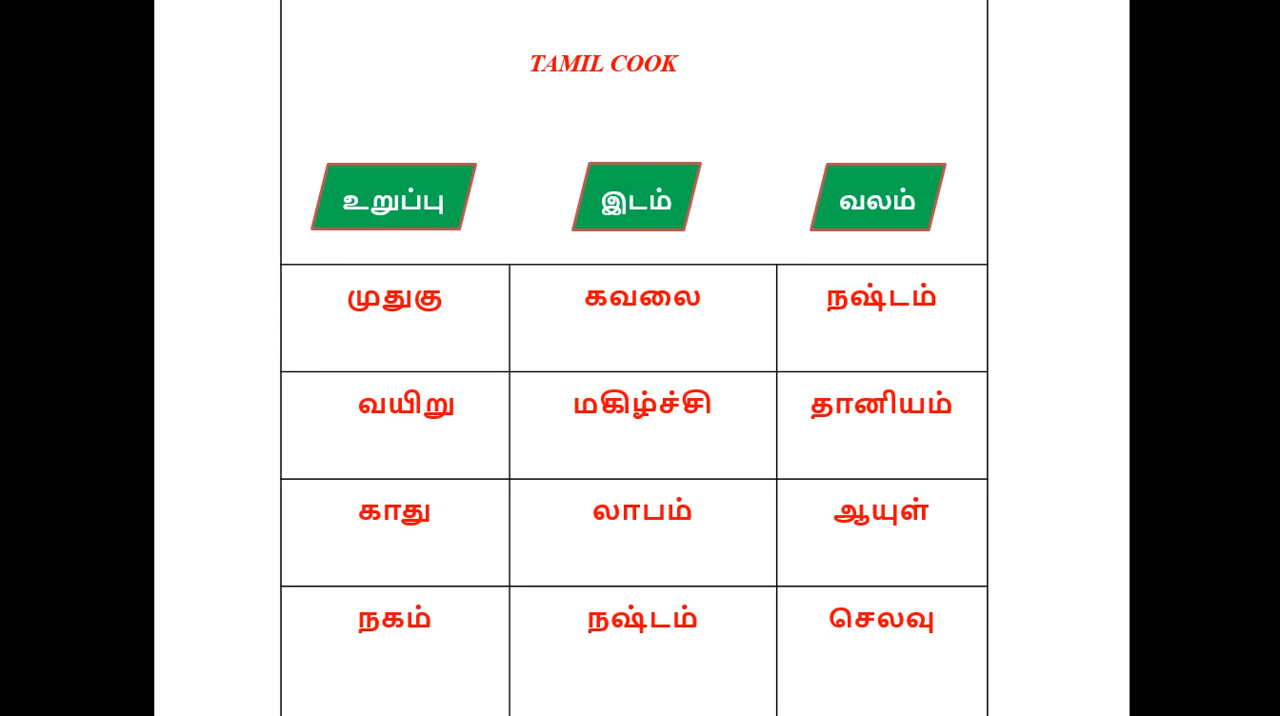 TAMIL COOK
உறுப்பு இடம் வலம்
முதுகு கவலை நஷ்டம்
வயிறு மகிழ்ச்சி தானியம்
காது லாபம் ஆயுள்
நகம் நஷ்டம் செலவு